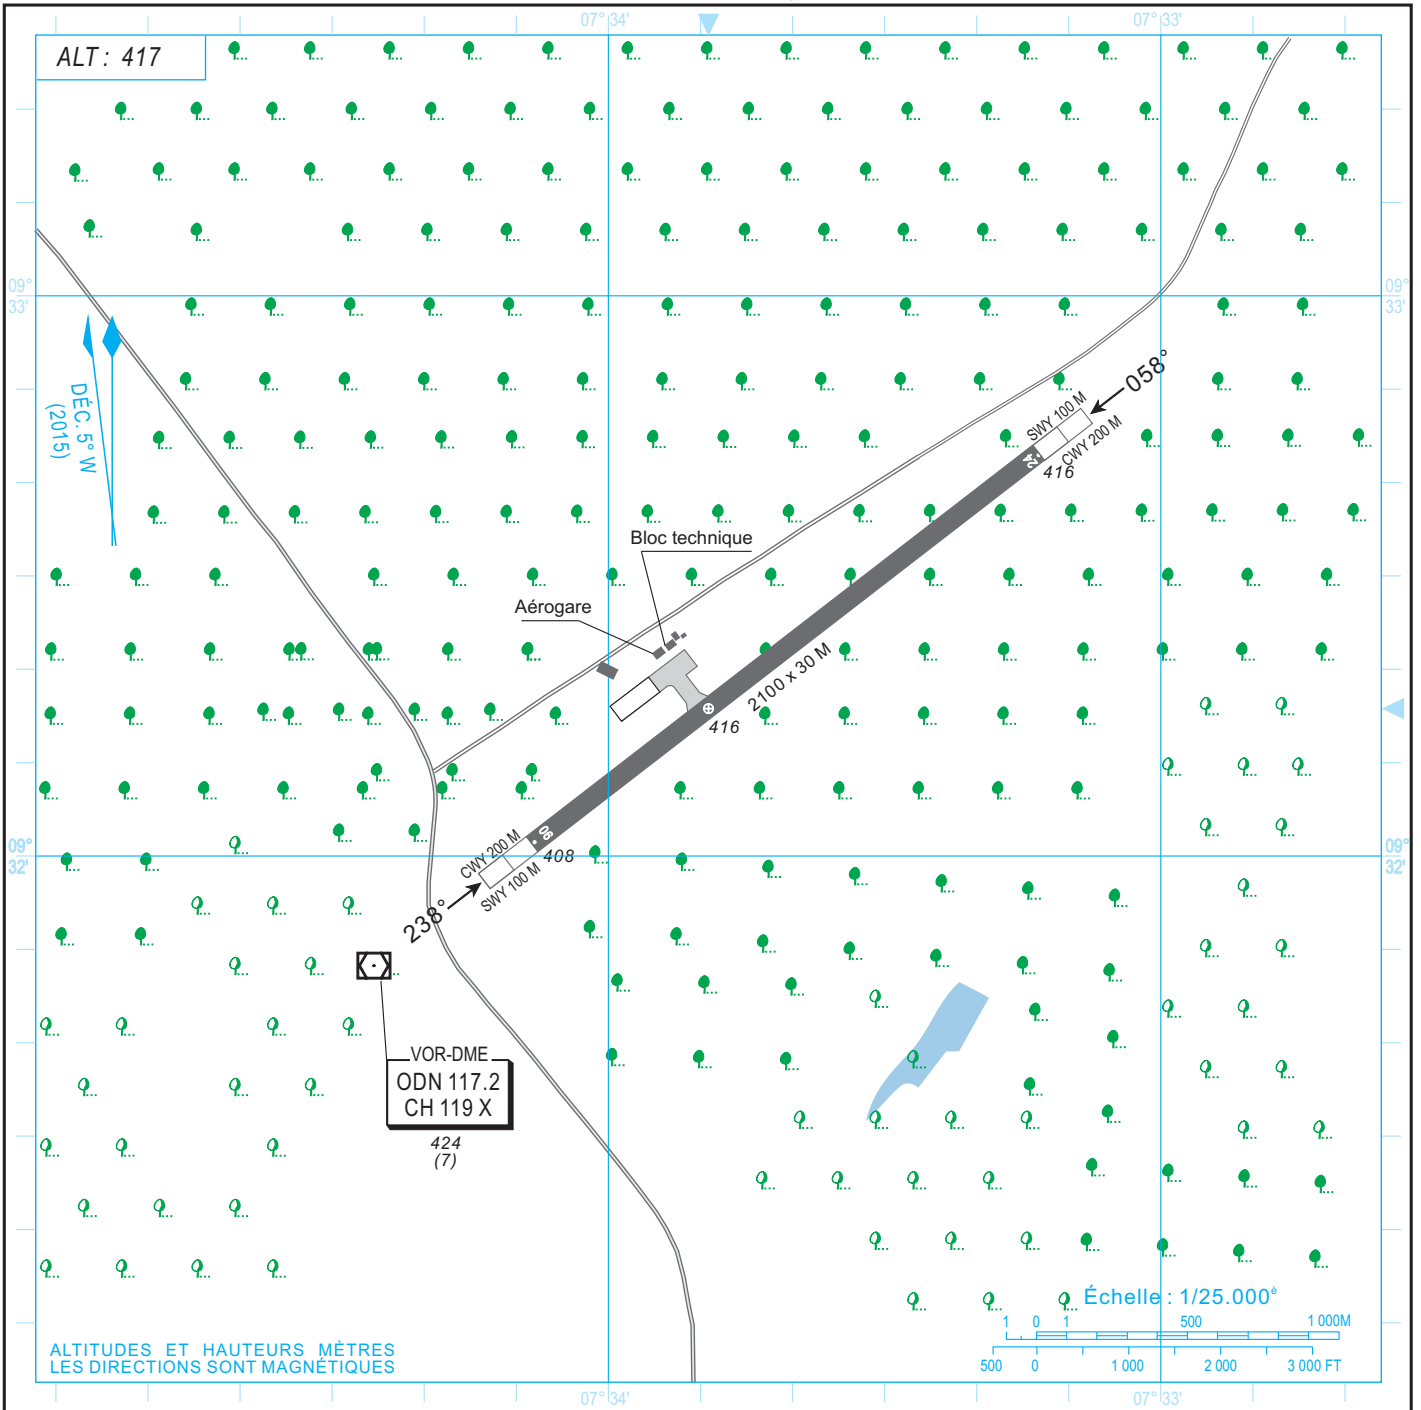 07° 34'
07° 33'
ALT : 417
09°
33'
09°
33'
058°
DÉC. 5° W
(2015)
SWY 100 M
CWY 200 M
24
416
Bloc technique
Aérogare
2100 x 30 M
416
06
09°
32'
09°
32'
CWY 200 M
SWY 100 M
408
238°
VOR-DME
ODN 117.2
CH 119 X
424
(7)
Échelle : 1/25.000è
1 0 1 500 1 000M
500 0 1 000 2 000 3 000 FT
ALTITUDES ET HAUTEURS MÈTRES
LES DIRECTIONS SONT MAGNÉTIQUES
07° 34'
07° 33'